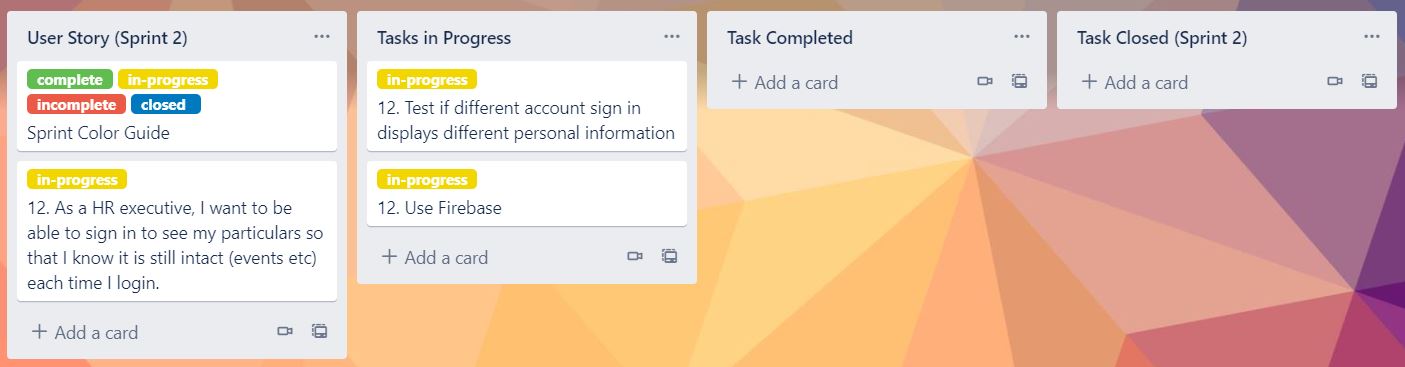 User Story (Sprint 2)
complete in-progress
incomplete closed
Sprint Color Guide
in-progress
12. As a HR executive, I want to be
able to sign in to see my particulars so
that I know it is still intact (events etc)
each time I login.
+ Add a card
Tasks in Progress
in-progress
12. Test if different account sign in
displays different personal information
in-progress
12. Use Firebase
+ Add a card
Task Completed
+ Add a card
Task Closed (Sprint 2)
+ Add a card